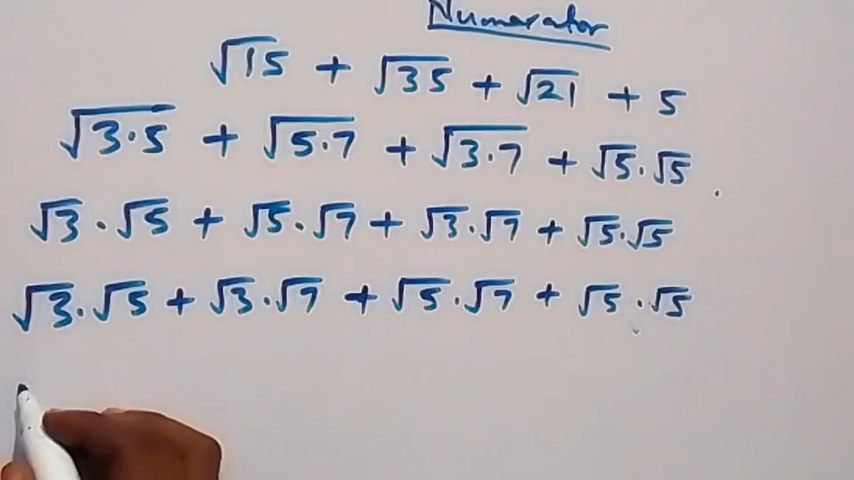 Numerator
√15 + √35 + √21 + 5
√3·5 + √5·7 + √3·7 + √5·√5
√3·√5 + √5·√7 + √3·√7 + √5·√5
√3·√5 + √3·√7 + √5·√7 + √5·√5